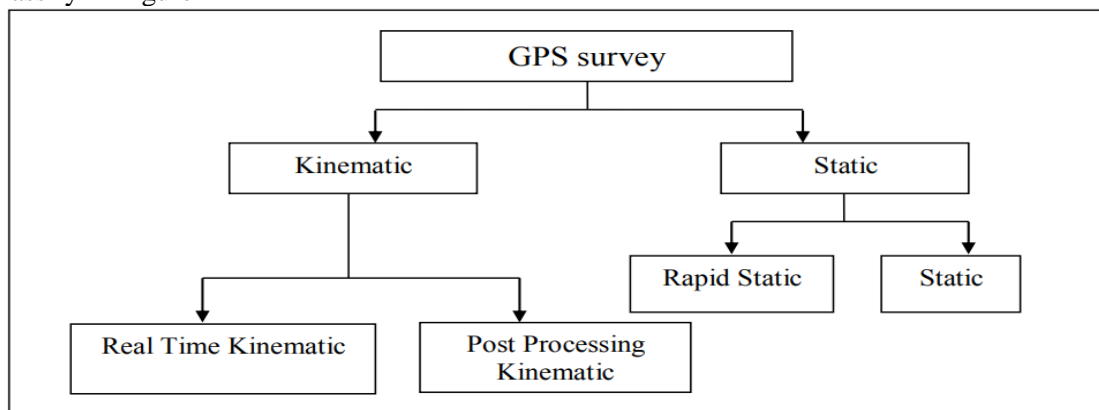 GPS survey
Kinematic
Static
Rapid Static
Static
Real Time Kinematic
Post Processing
Kinematic